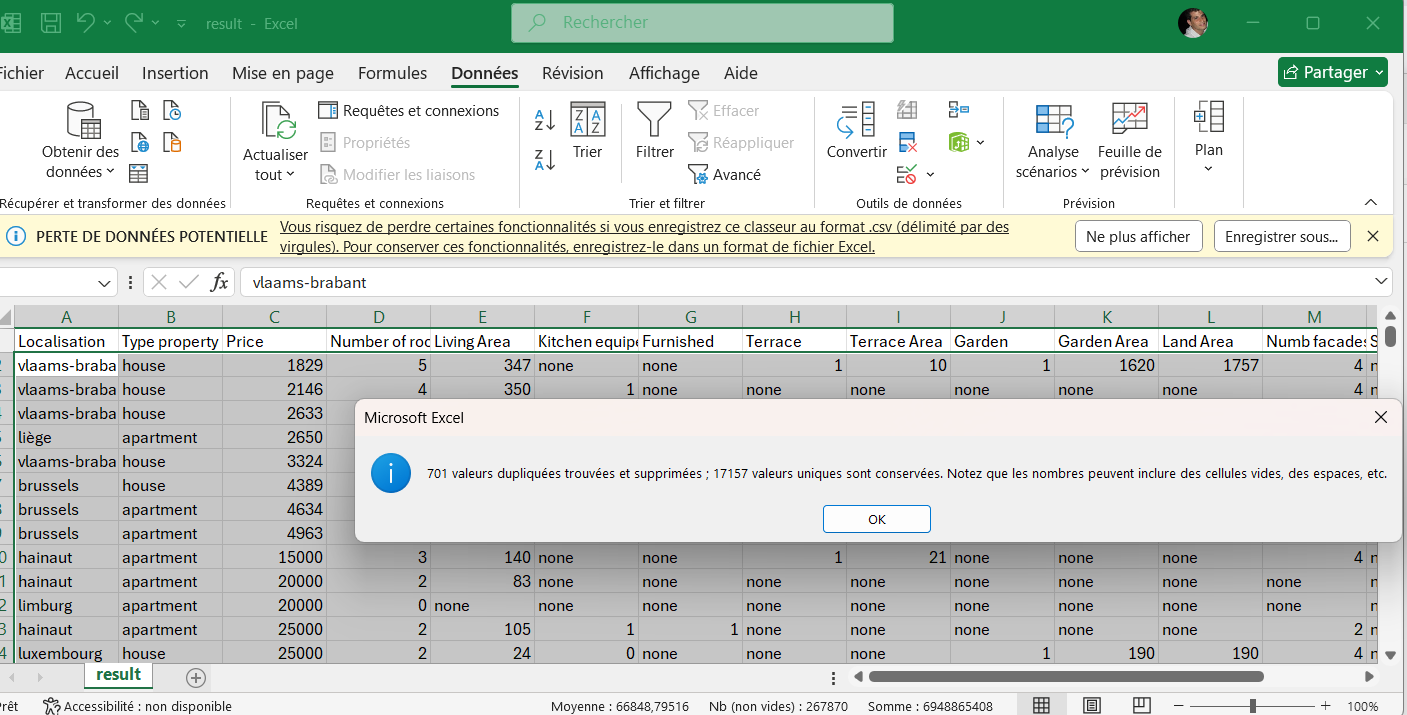 result - Excel
Rechercher
Fichier Accueil Insertion Mise en page Formules Données Révision Affichage Aide
Partager
Obtenir des
données
Actualiser
tout
Requêtes et connexions
Propriétés
Modifier les liaisons
Trier
Filtrer
Effacer
Réappliquer
Avancé
Convertir
Analyse
scénarios
Feuille de
prévision
Plan
Récupérer et transformer des données
Requêtes et connexions
Trier et filtrer
Outils de données
Prévision
PERTE DE DONNÉES POTENTIELLE
Vous risquez de perdre certaines fonctionnalités si vous enregistrez ce classeur au format .csv (délimité par des
virgules). Pour conserver ces fonctionnalités, enregistrez-le dans un format de fichier Excel.
Ne plus afficher
Enregistrer sous...
fx vlaams-brabant
A B C D E F G H I J K L M
Localisation Type property Price Number of roo Living Area Kitchen equipe Furnished Terrace Terrace Area Garden Garden Area Land Area Numb facades S
2 vlaams-braba house 1829 5 347 none none 1 10 1 1620 1757 4 n
3 vlaams-braba house 2146 4 350 1 none none none none none none 4 n
vlaams-braba house 2633
liège apartment 2650
vlaams-braba house 3324
brussels house 4389
brussels apartment 4634
brussels apartment 4963
0 hainaut apartment 15000 3 140 none none 1 21 none none none 4 n
1 hainaut apartment 20000 2 83 none none none none none none none none n
2 limburg apartment 20000 0 none none none none none none none none none n
3 hainaut apartment 25000 2 105 1 1 none none none none none 2 n
4 luxembourg house 25000 2 24 0 none none none 1 190 190 4 n
Microsoft Excel
701 valeurs dupliquées trouvées et supprimées ; 17157 valeurs uniques sont conservées. Notez que les nombres peuvent inclure des cellules vides, des espaces, etc.
OK
result
Prêt
Accessibilité : non disponible
Moyenne : 66848,79516
Nb (non vides) : 267870
Somme : 6948865408
100%